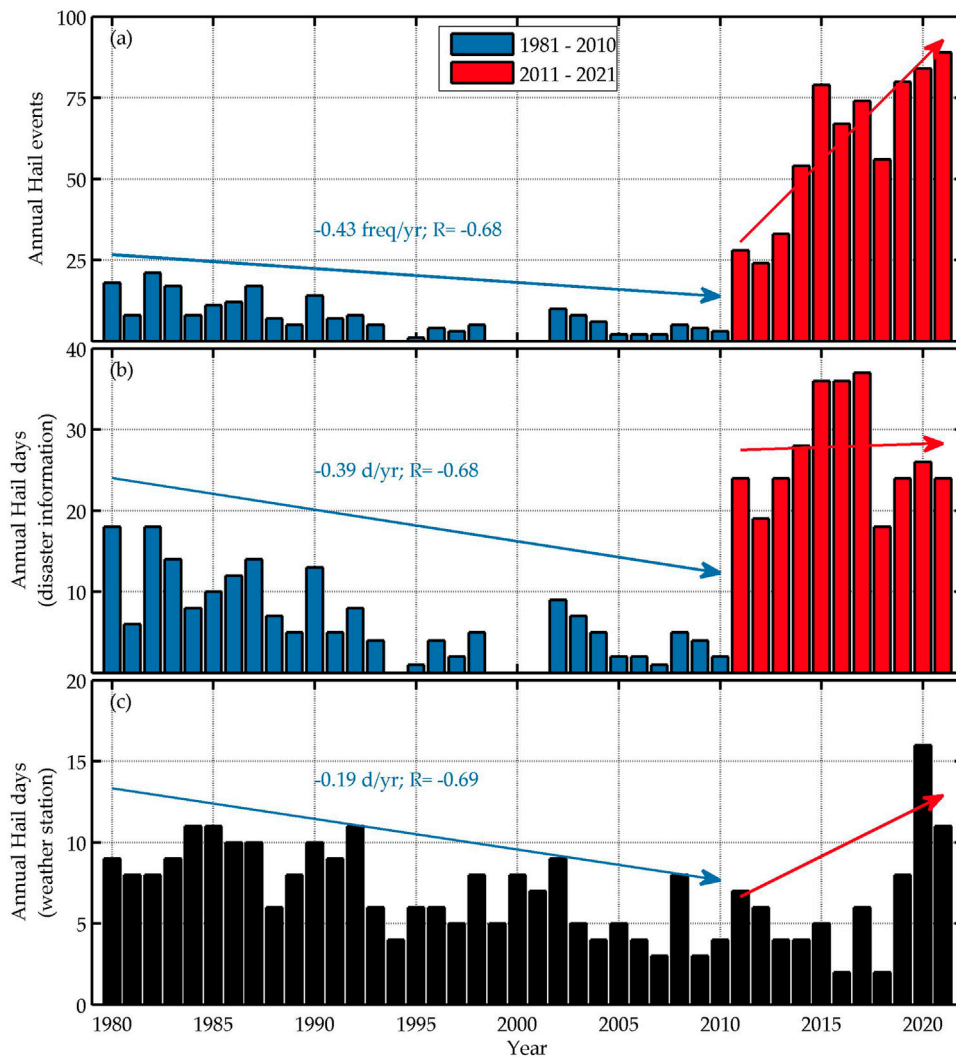 100
(a)
1981 - 2010
2011 - 2021
75
Annual Hail events
50
-0.43 freq/yr; R= -0.68
25
40
(b)
30
Annual Hail days
(disaster information)
-0.39 d/yr; R= -0.68
20
10
20
(c)
15
Annual Hail days
(weather station)
-0.19 d/yr; R= -0.69
10
5
0
1980 1985 1990 1995 2000 2005 2010 2015 2020
Year